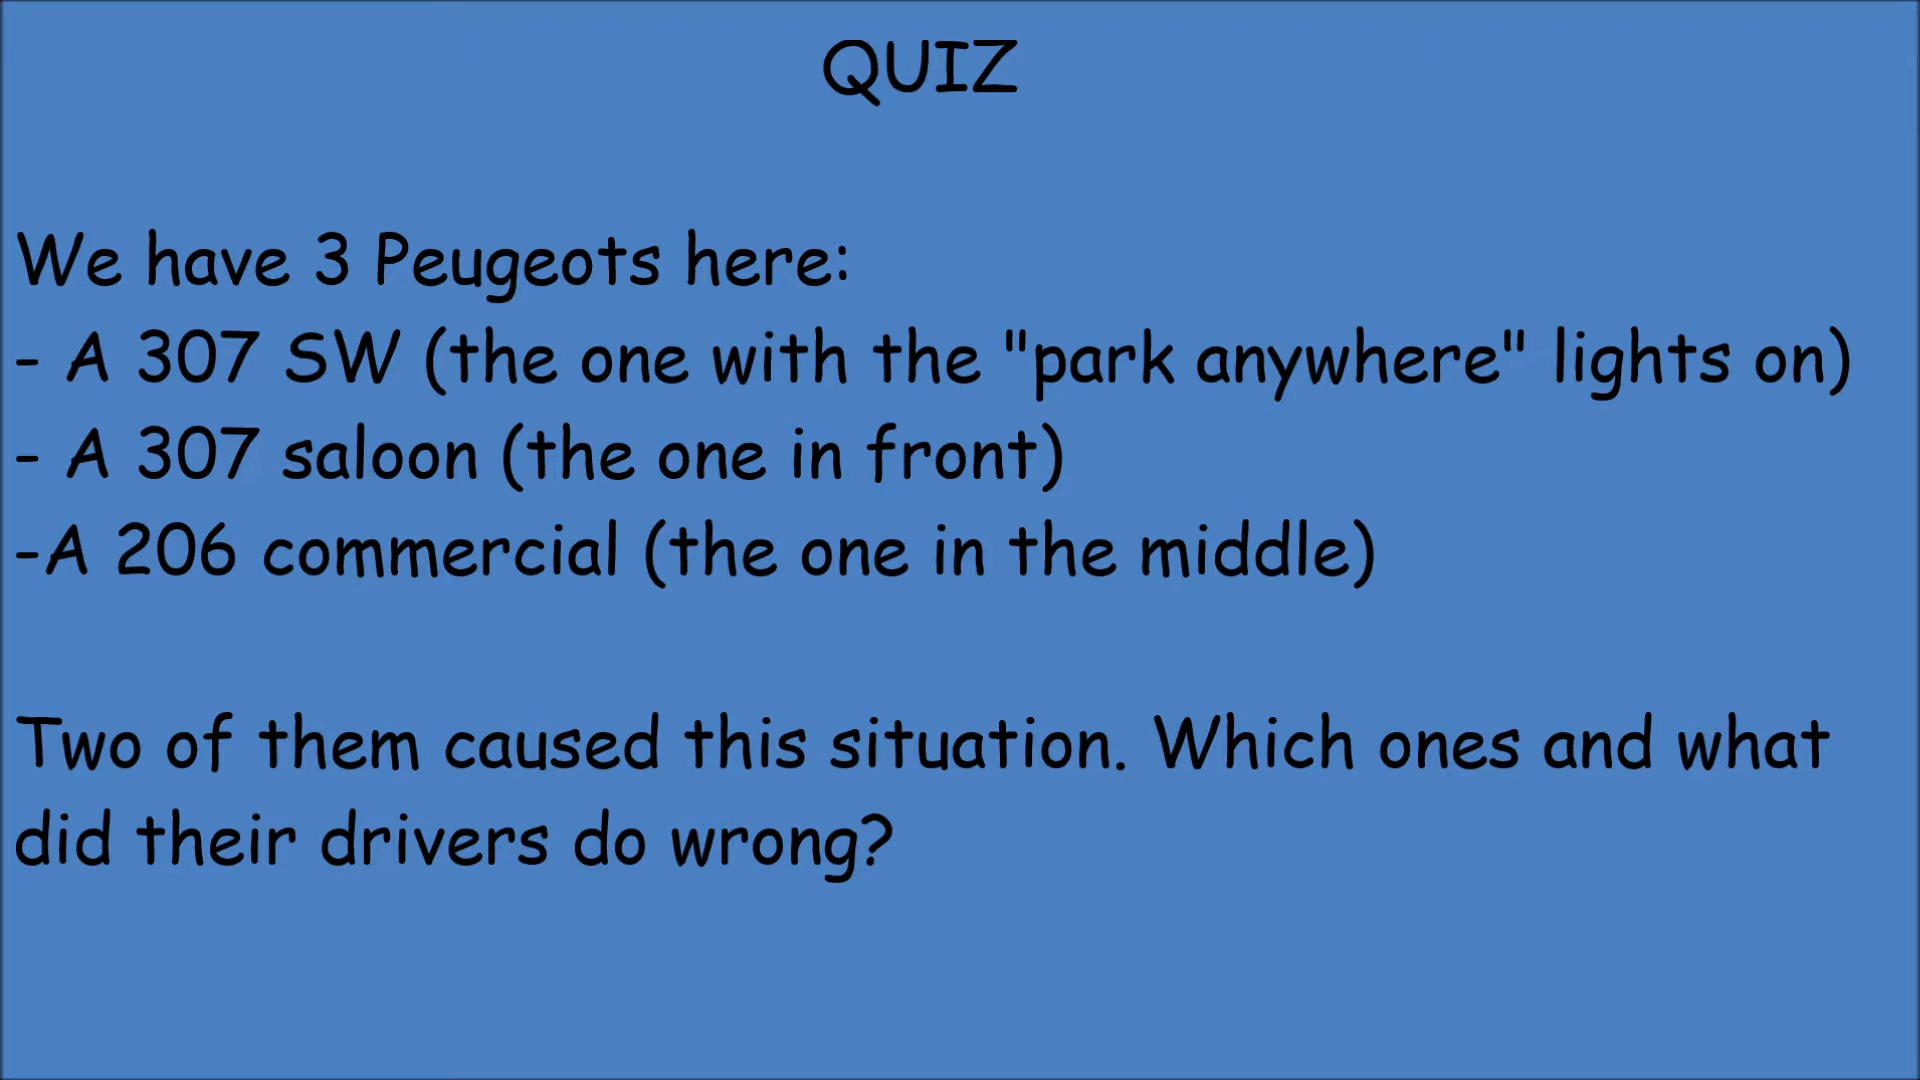 QUIZ
We have 3 Peugeots here:
- A 307 SW (the one with the "park anywhere" lights on)
- A 307 saloon (the one in front)
-A 206 commercial (the one in the middle)
Two of them caused this situation. Which ones and what
did their drivers do wrong?